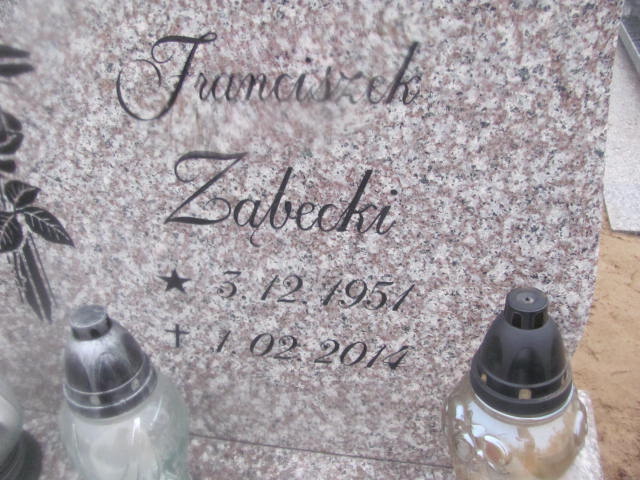 Franciszek
Ząbecki
★ 3.12.1951
✝ 1.02.2014